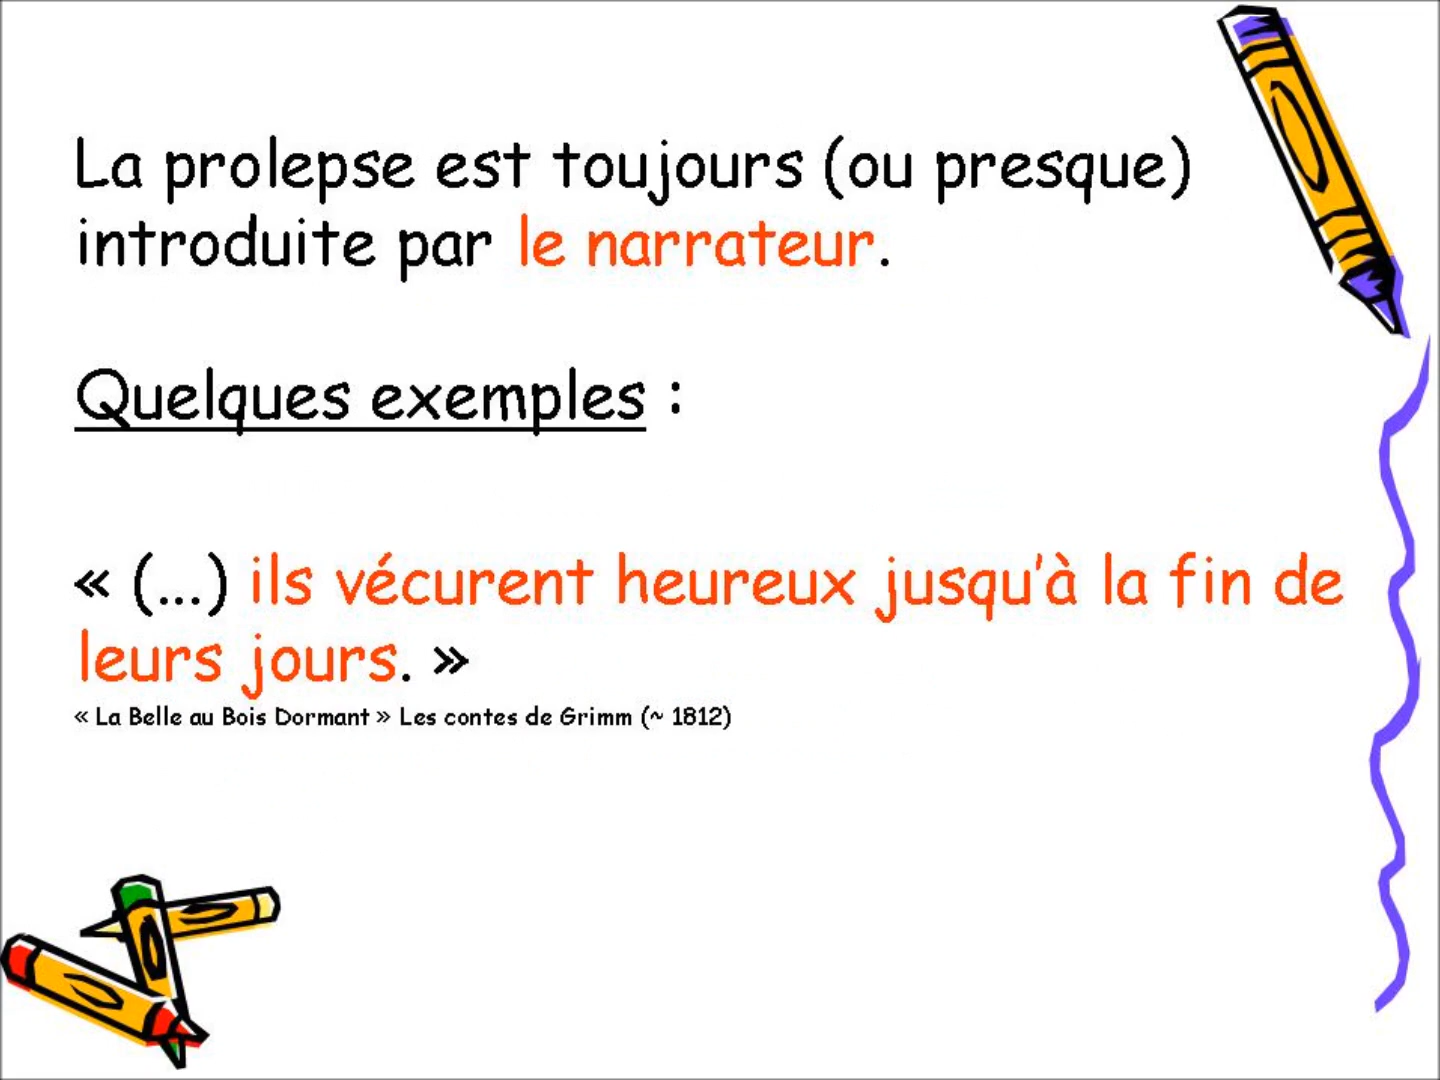 La prolepse est toujours (ou presque)
introduite par le narrateur.
Quelques exemples :
« (...) ils vécurent heureux jusqu'à la fin de
leurs jours. »
« La Belle au Bois Dormant » Les contes de Grimm (~ 1812)